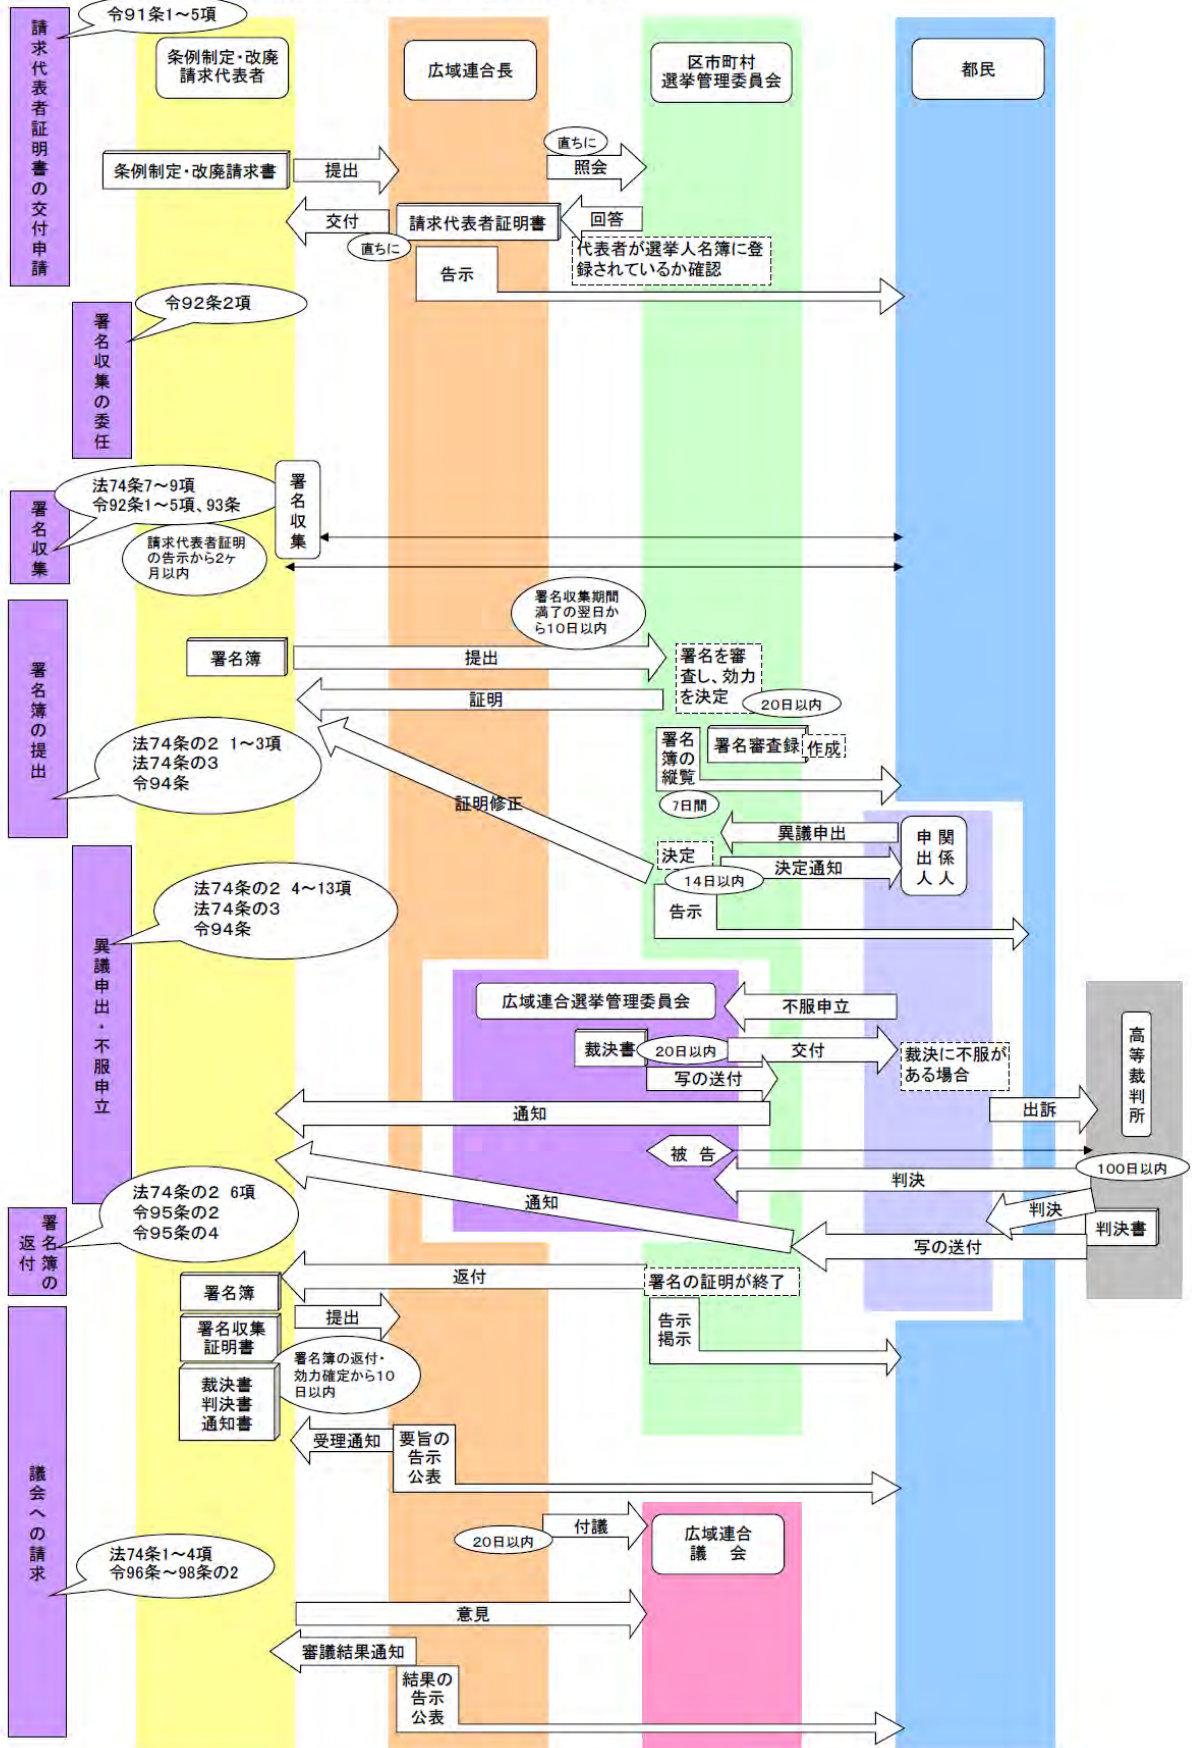 令91条1～5項
請求代表者証明書の交付申請
条例制定・改廃
請求代表者
広域連合長
区市町村
選挙管理委員会
都民
条例制定・改廃請求書
提出
直ちに
照会
交付
請求代表者証明書
回答
直ちに
代表者が選挙人名簿に登
録されているか確認
告示
令92条2項
署名収集の委任
署名収集
法74条7～9項
令92条1～5項、93条
署名収集
請求代表者証明
の告示から2ヶ
月以内
署名簿の提出
署名収集期間
満了の翌日か
ら10日以内
署名簿
提出
署名を審
査し、効力
を決定
証明
20日以内
法74条の2 1～3項
法74条の3
令94条
署名
簿の
縦覧
署名審査録
作成
7日間
証明修正
異議申出
関係人
申出人
決定
決定通知
14日以内
告示
異議申出・不服申立
法74条の2 4～13項
法74条の3
令94条
広域連合選挙管理委員会
不服申立
高等裁判所
裁決書
20日以内
交付
裁決に不服が
ある場合
写の送付
通知
出訴
被告
100日以内
判決
通知
判決
判決書
写の送付
署名簿の
返付
法74条の2 6項
令95条の2
令95条の4
返付
署名の証明が終了
署名簿
提出
告示
掲示
署名収集
証明書
署名簿の返付・
効力確定から10
日以内
裁決書
判決書
通知書
受理通知
要旨の
告示
公表
議会への請求
法74条1～4項
令96条～98条の2
20日以内
付議
広域連合
議 会
意見
審議結果通知
結果の
告示
公表